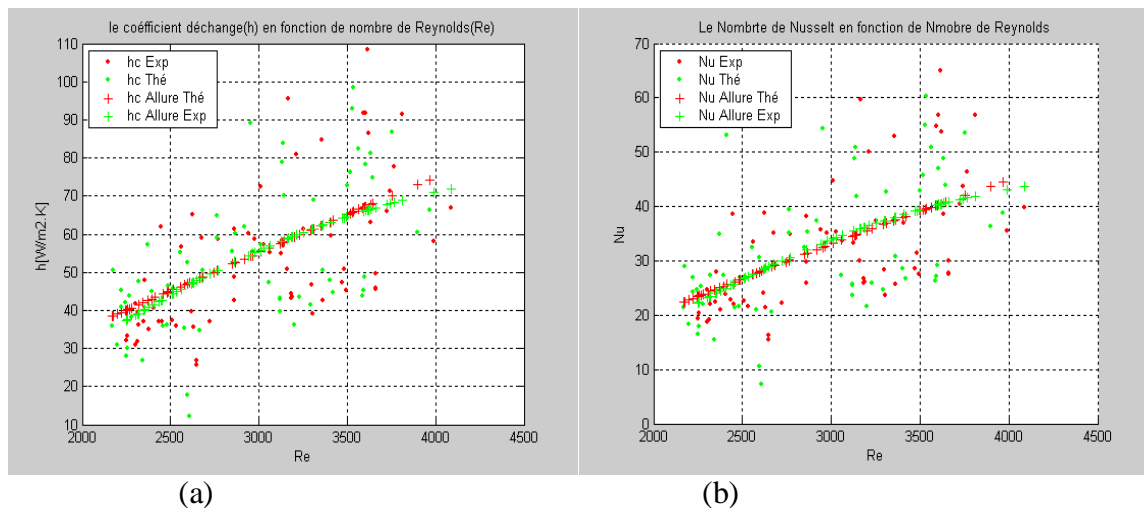 le coéfficient déchange(h) en fonction de nombre de Reynolds(Re)
110
100
90
80
70
60
50
40
30
20
10
h[W/m2.K]
hc Exp
hc Thé
hc Allure Thé
hc Allure Exp
2000 2500 3000 3500 4000 4500
Re
(a)
Le Nombrte de Nusselt en fonction de Nmobre de Reynolds
70
60
50
40
30
20
10
0
Nu
Nu Exp
Nu Thé
Nu Allure Thé
Nu Allure Exp
2000 2500 3000 3500 4000 4500
Re
(b)